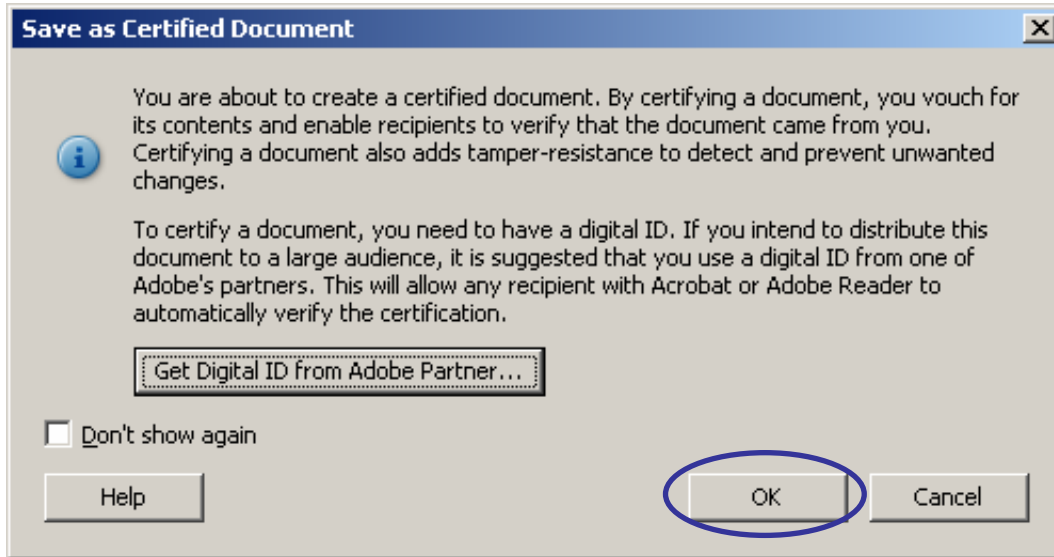 Save as Certified Document
You are about to create a certified document. By certifying a document, you vouch for
its contents and enable recipients to verify that the document came from you.
Certifying a document also adds tamper-resistance to detect and prevent unwanted
changes.
To certify a document, you need to have a digital ID. If you intend to distribute this
document to a large audience, it is suggested that you use a digital ID from one of
Adobe's partners. This will allow any recipient with Acrobat or Adobe Reader to
automatically verify the certification.
Get Digital ID from Adobe Partner...
Don't show again
Help OK Cancel